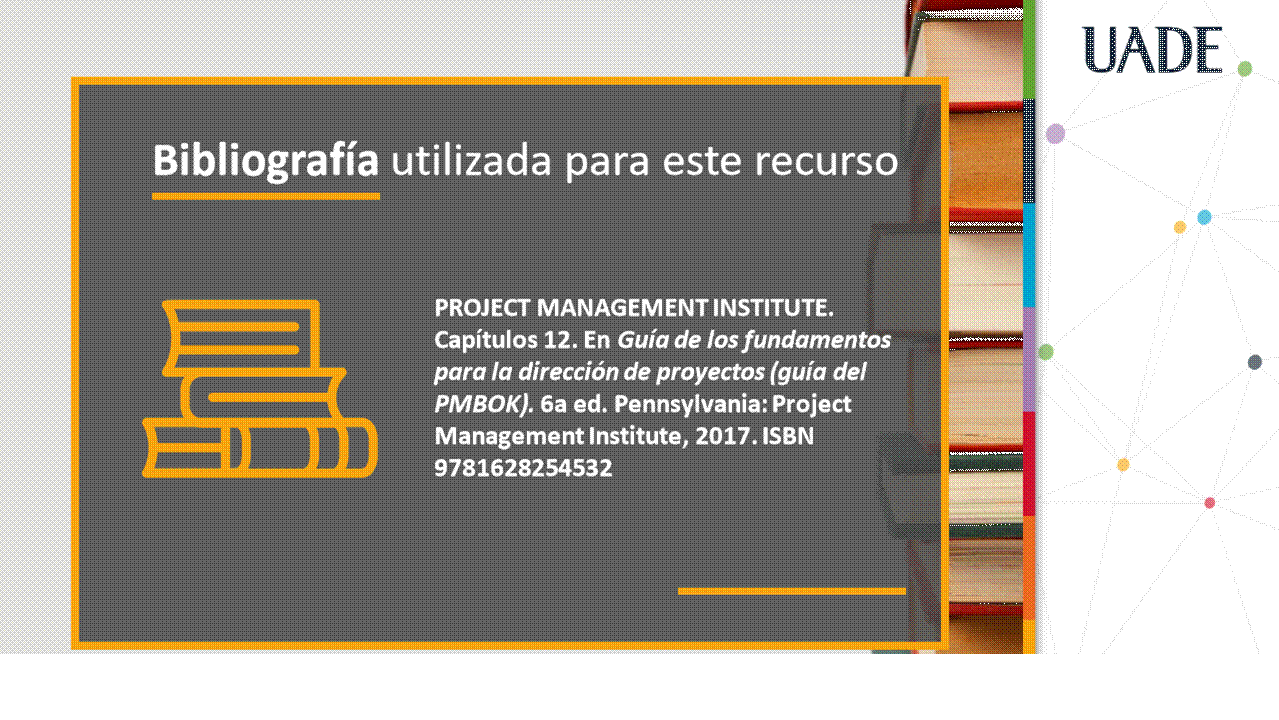 UADE
Bibliografía utilizada para este recurso
PROJECT MANAGEMENT INSTITUTE.
Capítulos 12. En Guía de los fundamentos
para la dirección de proyectos (guía del
PMBOK). 6a ed. Pennsylvania: Project
Management Institute, 2017. ISBN
9781628254532